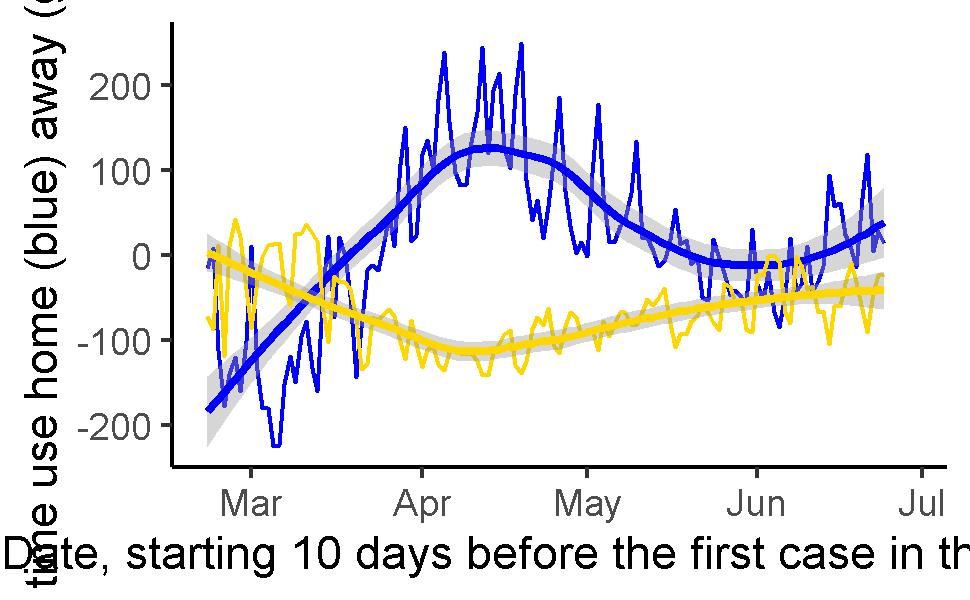 time use home (blue) away (
200
100
0
-100
-200
Mar Apr May Jun Jul
Date, starting 10 days before the first case in th